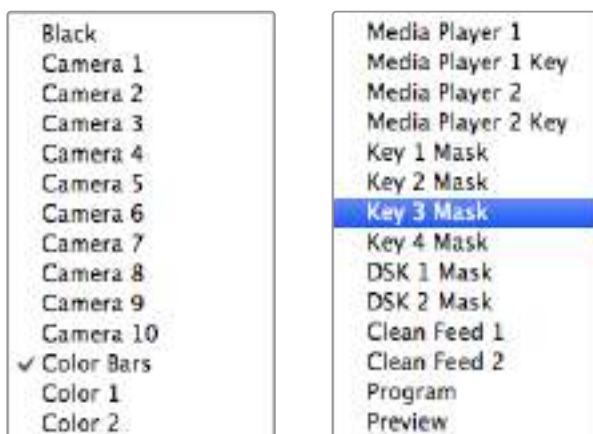 Black
Camera 1
Camera 2
Camera 3
Camera 4
Camera 5
Camera 6
Camera 7
Camera 8
Camera 9
Camera 10
✓ Color Bars
Color 1
Color 2
Media Player 1
Media Player 1 Key
Media Player 2
Media Player 2 Key
Key 1 Mask
Key 2 Mask
Key 3 Mask
Key 4 Mask
DSK 1 Mask
DSK 2 Mask
Clean Feed 1
Clean Feed 2
Program
Preview